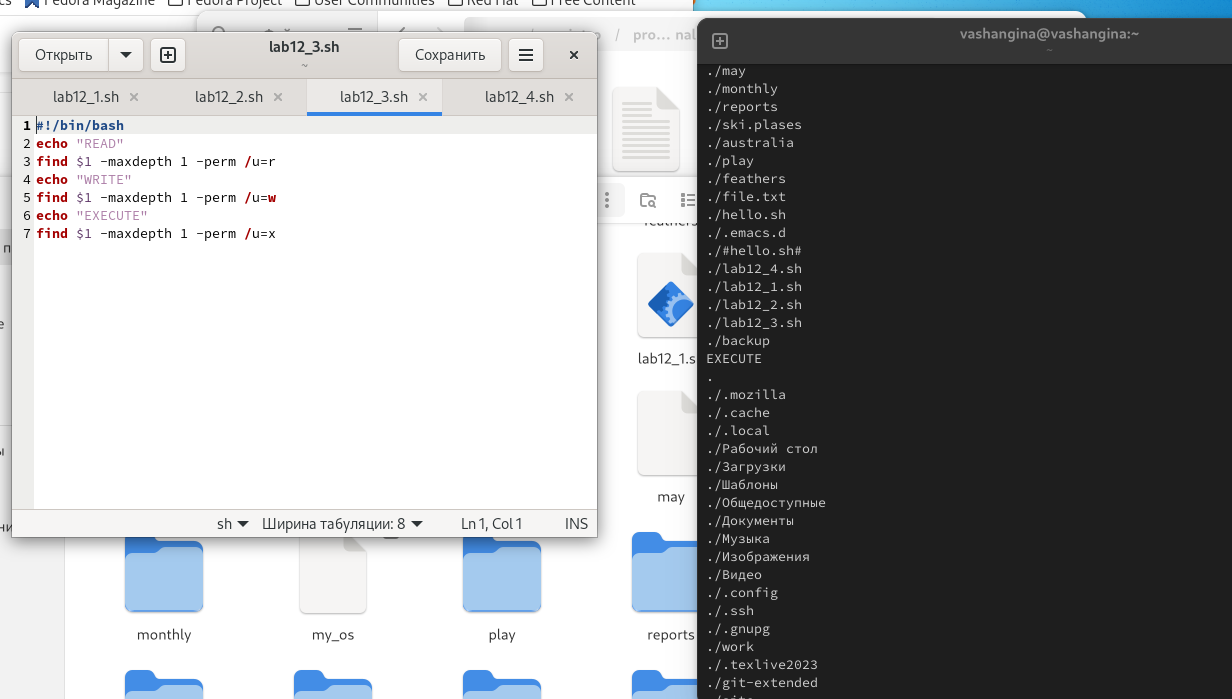 Fedora Magazine
Fedora Project
User Communities
Red Hat
Free Content
/ pro... nal
Открыть
lab12_3.sh
~
Сохранить
lab12_1.sh
lab12_2.sh
lab12_3.sh
lab12_4.sh
1 #!/bin/bash
2 echo "READ"
3 find $1 -maxdepth 1 -perm /u=r
4 echo "WRITE"
5 find $1 -maxdepth 1 -perm /u=w
6 echo "EXECUTE"
7 find $1 -maxdepth 1 -perm /u=x
sh
Ширина табуляции: 8
Ln 1, Col 1
INS
feathers
lab12_1.s
may
monthly
my_os
play
reports
vashangina@vashangina:~
~
./may
./monthly
./reports
./ski.plases
./australia
./play
./feathers
./file.txt
./hello.sh
./.emacs.d
./#hello.sh#
./lab12_4.sh
./lab12_1.sh
./lab12_2.sh
./lab12_3.sh
./backup
EXECUTE
.
./.mozilla
./.cache
./.local
./Рабочий стол
./Загрузки
./Шаблоны
./Общедоступные
./Документы
./Музыка
./Изображения
./Видео
./.config
./.ssh
./.gnupg
./work
./.texlive2023
./git-extended